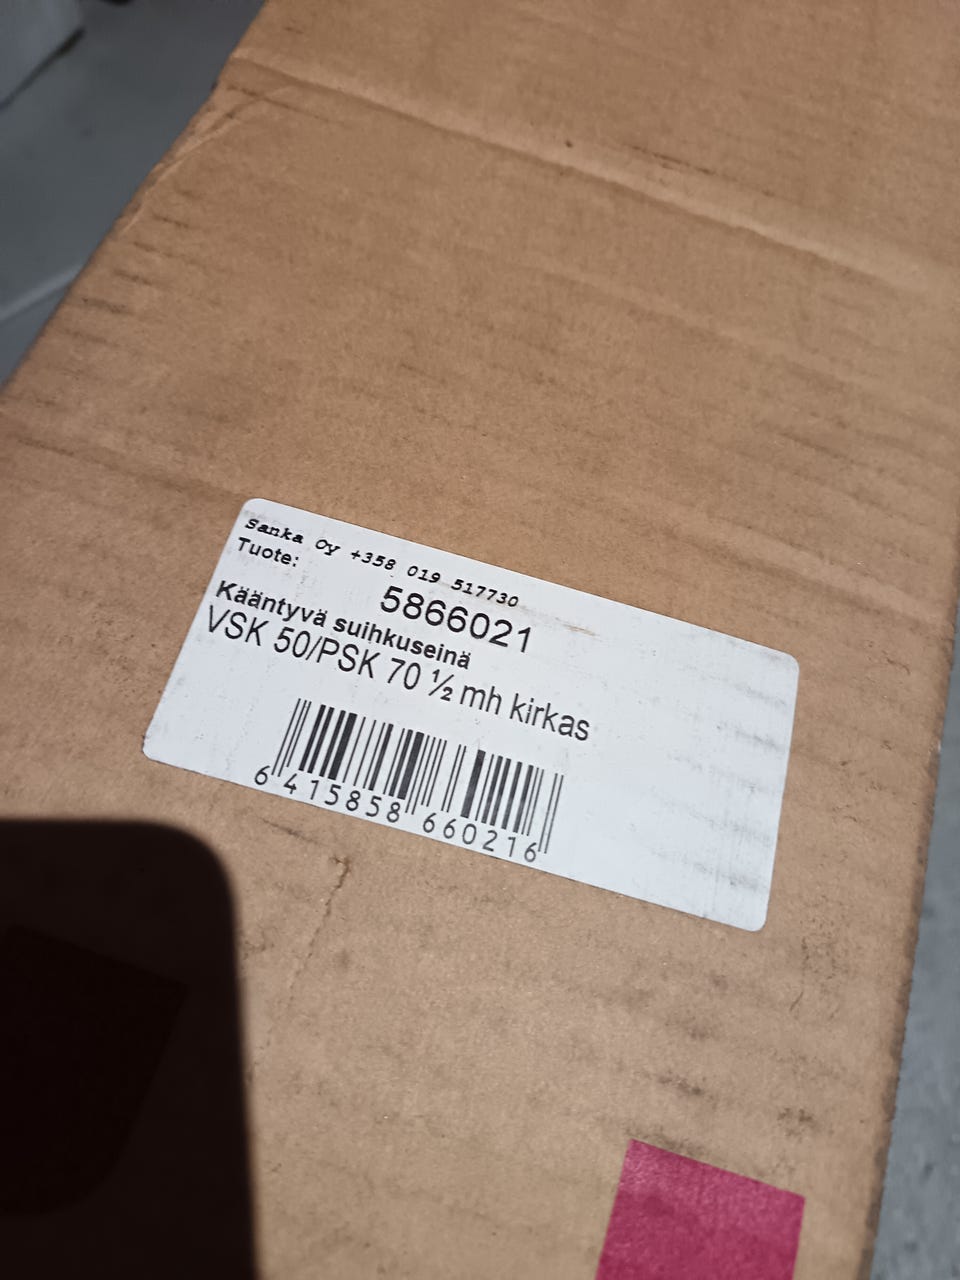 Sanka Oy +358 019 517730
Tuote:
5866021
Kääntyvä suihkuseinä
VSK 50/PSK 70 ½ mh kirkas
6 415858 660216